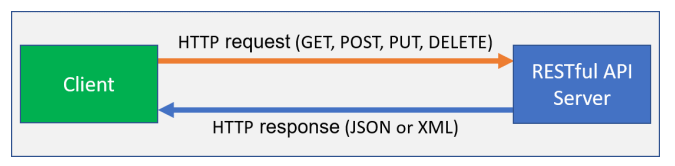 HTTP request (GET, POST, PUT, DELETE)
Client
RESTful API
Server
HTTP response (JSON or XML)